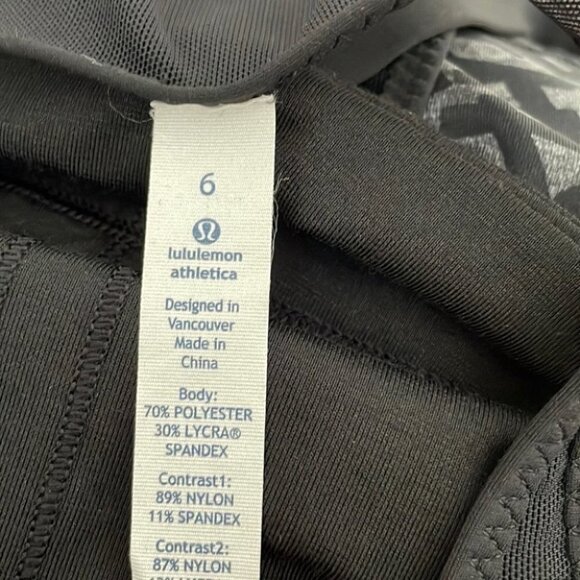 6
lululemon
athletica
Designed in
Vancouver
Made in
China
Body:
70% POLYESTER
30% LYCRA®
SPANDEX
Contrast1:
89% NYLON
11% SPANDEX
Contrast2:
87% NYLON